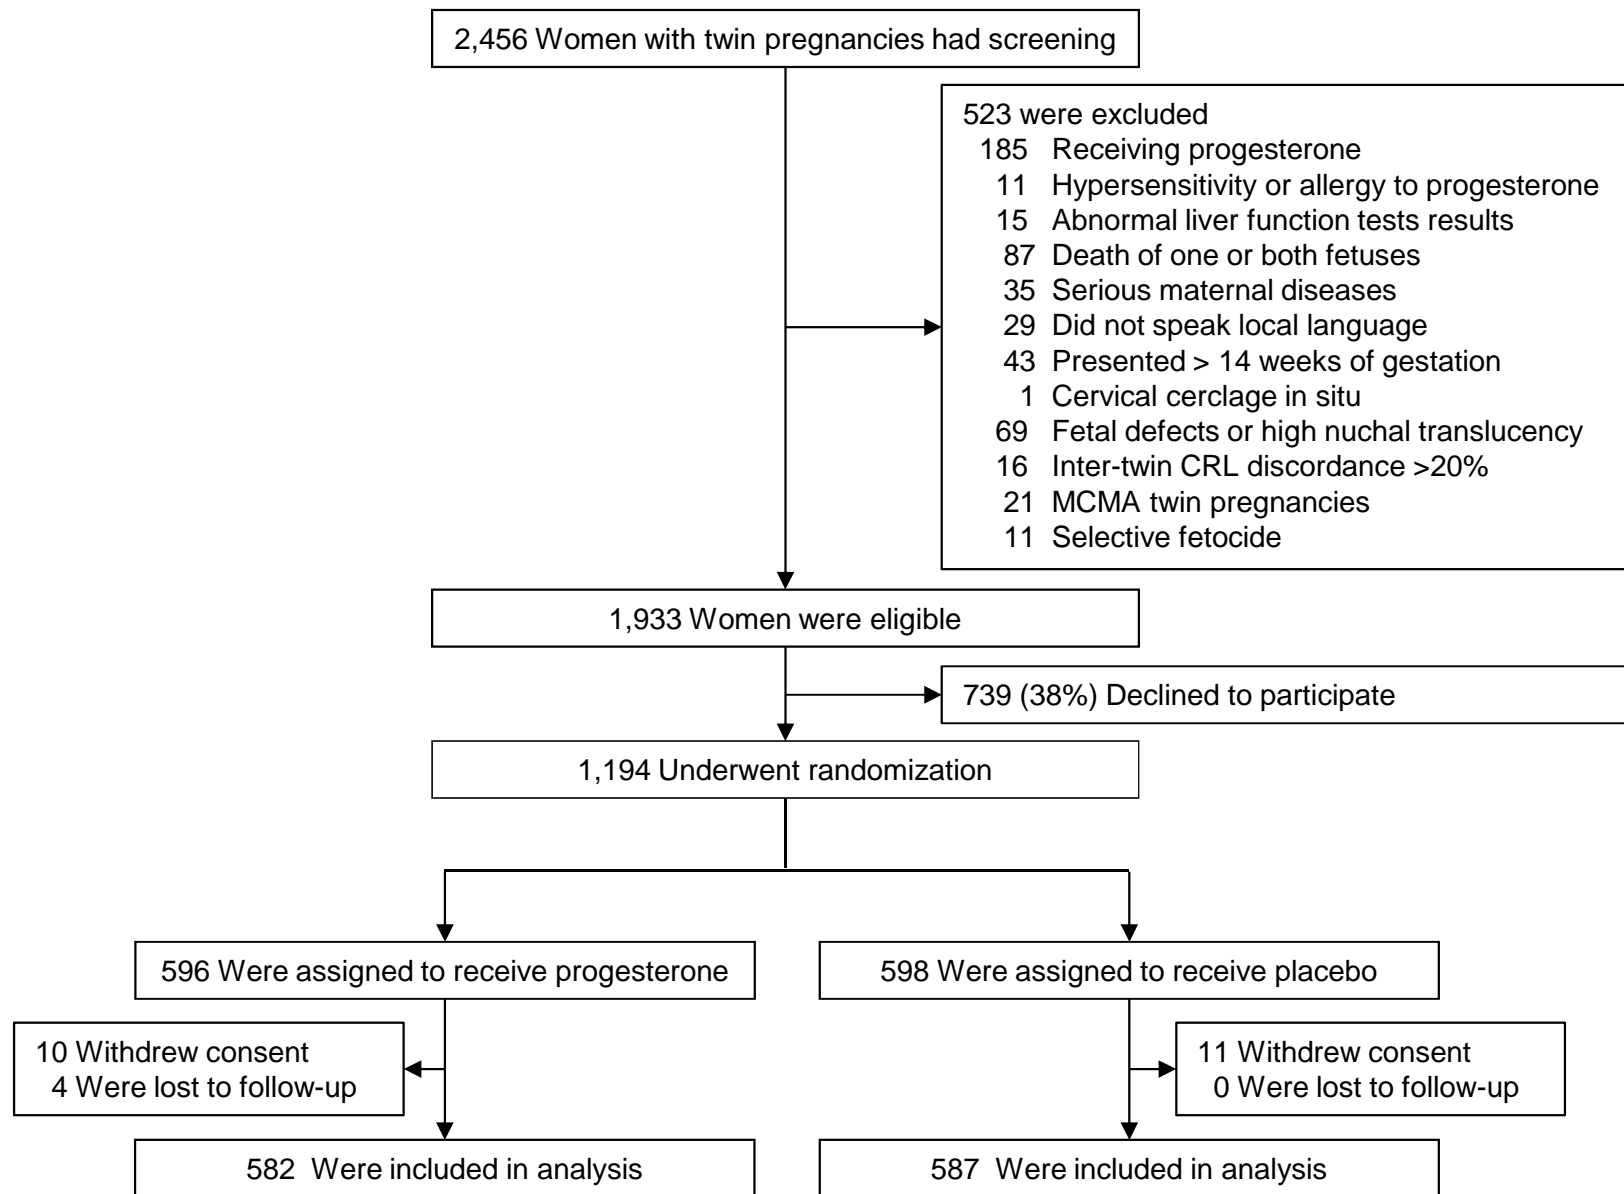 2,456 Women with twin pregnancies had screening
523 were excluded
185 Receiving progesterone
11 Hypersensitivity or allergy to progesterone
15 Abnormal liver function tests results
87 Death of one or both fetuses
35 Serious maternal diseases
29 Did not speak local language
43 Presented > 14 weeks of gestation
1 Cervical cerclage in situ
69 Fetal defects or high nuchal translucency
16 Inter-twin CRL discordance >20%
21 MCMA twin pregnancies
11 Selective fetocide
1,933 Women were eligible
739 (38%) Declined to participate
1,194 Underwent randomization
596 Were assigned to receive progesterone
598 Were assigned to receive placebo
10 Withdrew consent
4 Were lost to follow-up
11 Withdrew consent
0 Were lost to follow-up
582 Were included in analysis
587 Were included in analysis